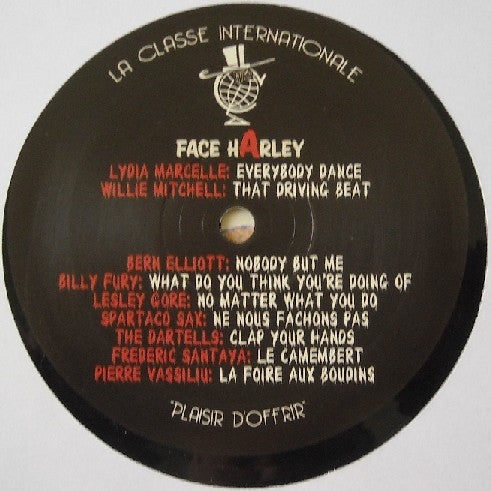 LA CLASSE INTERNATIONALE
FACE HARLEY
LYDIA MARCELLE: EVERYBODY DANCE
WILLIE MITCHELL: THAT DRIVING BEAT
BERN ELLIOTT: NOBODY BUT ME
BILLY FURY: WHAT DO YOU THINK YOU'RE DOING OF
LESLEY GORE: NO MATTER WHAT YOU DO
SPARTACO SAX: NE NOUS FACHONS PAS
THE DARTELLS: CLAP YOUR HANDS
FREDERIC SANTAYA: LE CAMEMBERT
PIERRE VASSILIU: LA FOIRE AUX BOUDINS
"PLAISIR D'OFFRIR"